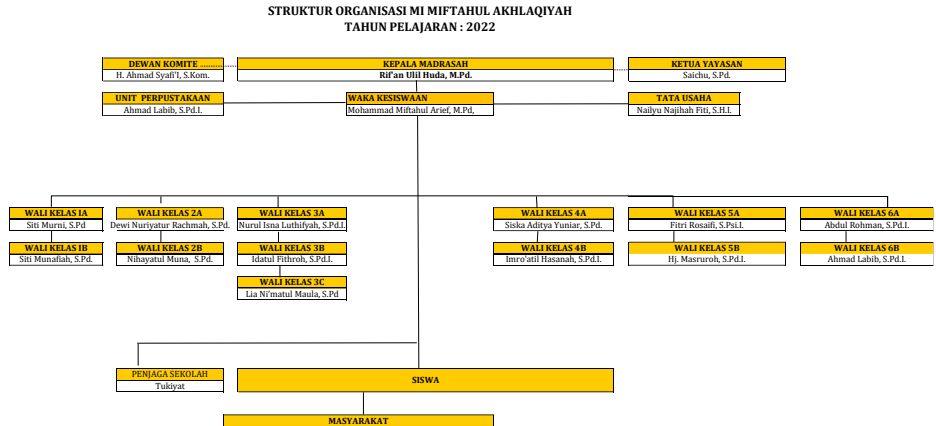 STRUKTUR ORGANISASI MI MIFTAHUL AKHLAQIYAH
TAHUN PELAJARAN : 2022
DEWAN KOMITE
H. Ahmad Syafi'I, S.Kom.
KEPALA MADRASAH
Rif'an Ulil Huda, M.Pd.
KETUA YAYASAN
Saichu, S.Pd.
UNIT PERPUSTAKAAN
Ahmad Labib, S.Pd.I.
WAKA KESISWAAN
Mohammad Miftahul Arief, M.Pd,
TATA USAHA
Nailyu Najihah Fiti, S.H.I.
WALI KELAS IA
Siti Murni, S.Pd
WALI KELAS 2A
Dewi Nuriyatur Rachmah, S.Pd.
WALI KELAS 3A
Nurul Isna Luthifyah, S.Pd.I.
WALI KELAS 4A
Siska Aditya Yuniar, S.Pd.
WALI KELAS 5A
Fitri Rosaifi, S.Psi.I.
WALI KELAS 6A
Abdul Rohman, S.Pd.I.
WALI KELAS IB
Siti Munafiah, S.Pd.
WALI KELAS 2B
Nihayatul Muna, S.Pd.
WALI KELAS 3B
Idatul Fithroh, S.Pd.I.
WALI KELAS 4B
Imro'atil Hasanah, S.Pd.I.
WALI KELAS 5B
Hj. Masruroh, S.Pd.I.
WALI KELAS 6B
Ahmad Labib, S.Pd.I.
WALI KELAS 3C
Lia Ni'matul Maula, S.Pd
PENJAGA SEKOLAH
Tukiyat
SISWA
MASYARAKAT